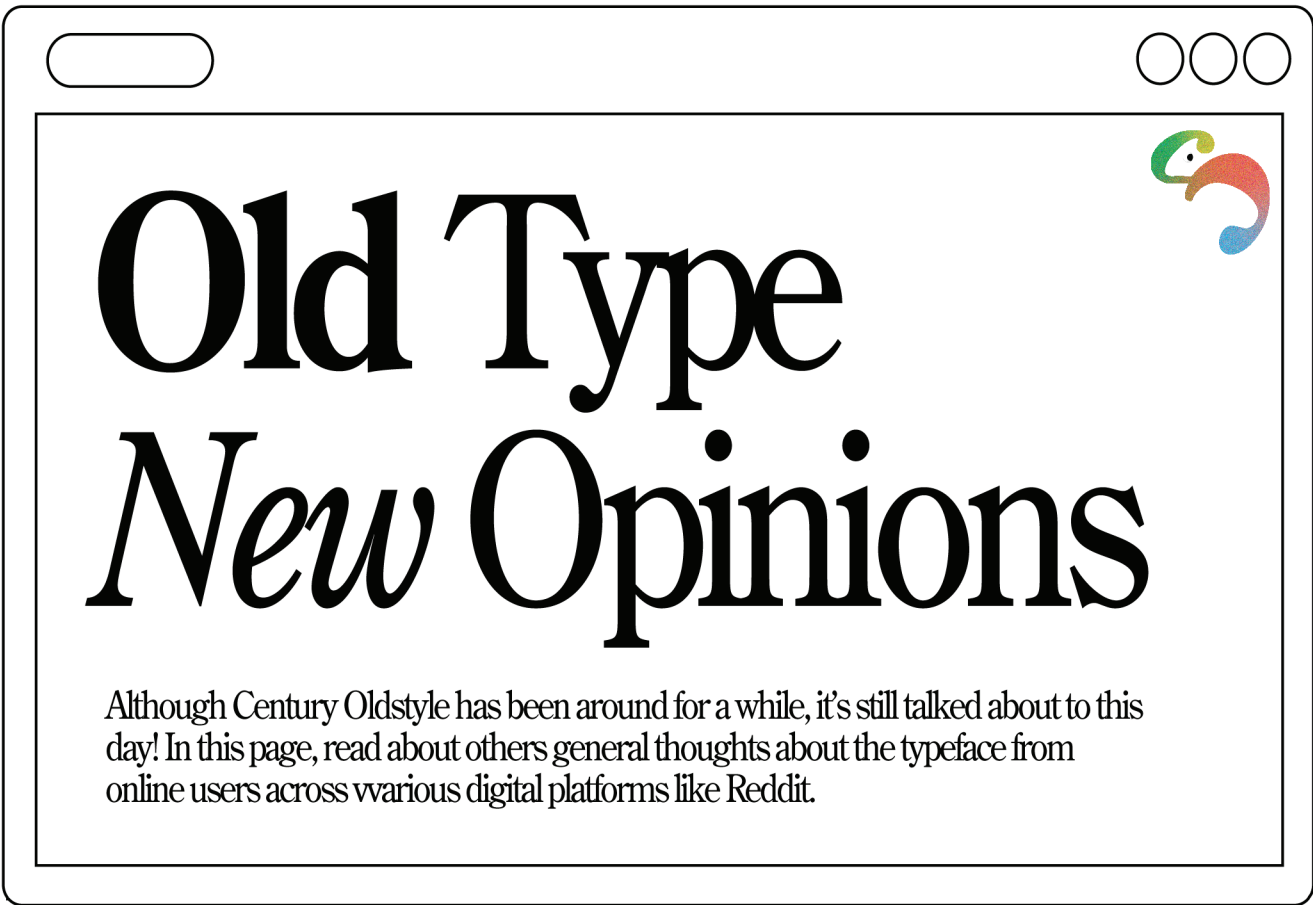 Old Type
New Opinions
Although Century Oldstyle has been around for a while, it’s still talked about to this
day! In this page, read about others general thoughts about the typeface from
online users across vvarious digital platforms like Reddit.